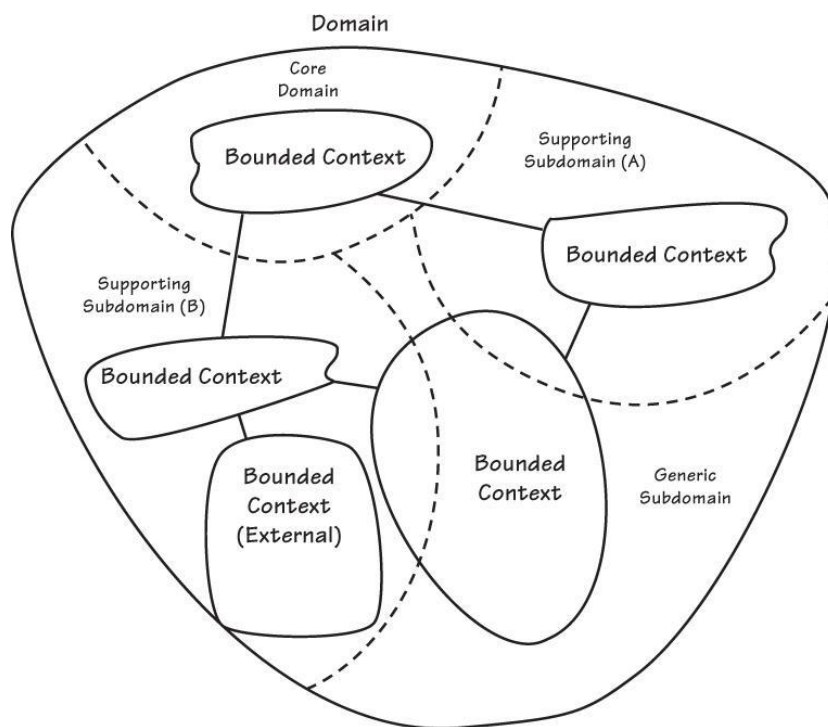 Domain
Core
Domain
Bounded Context
Supporting
Subdomain (A)
Bounded Context
Supporting
Subdomain (B)
Bounded Context
Bounded
Context
(External)
Bounded
Context
Generic
Subdomain